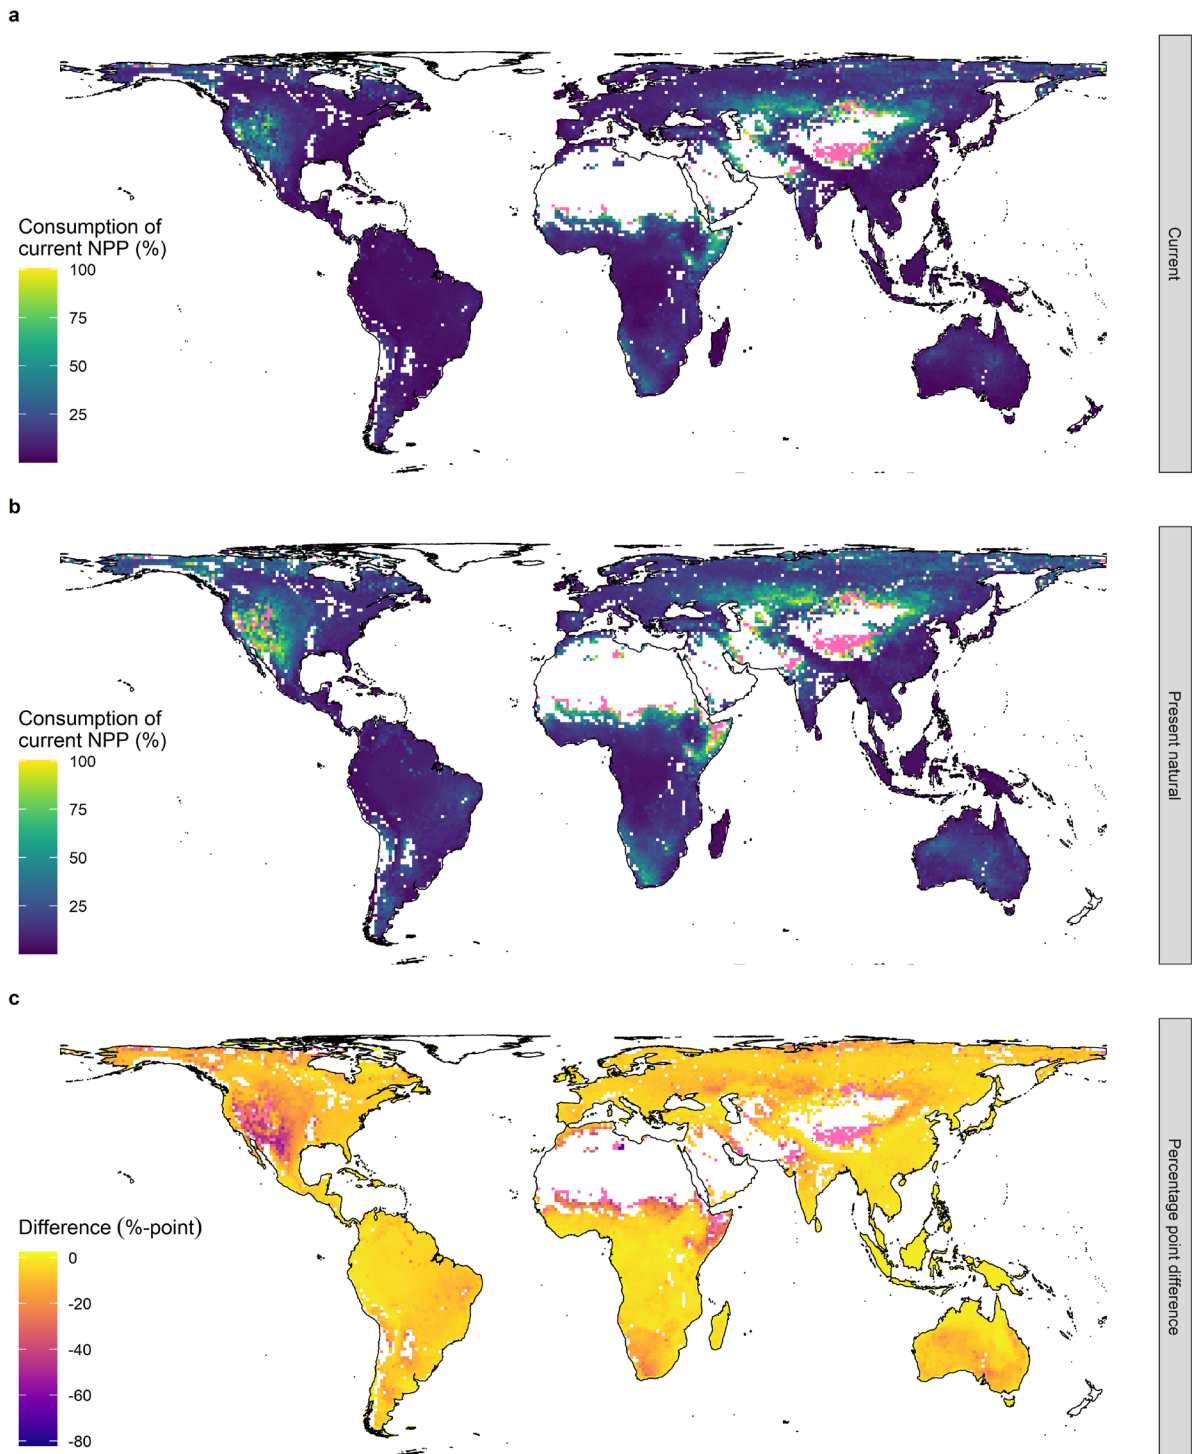 a
Consumption of
current NPP (%)
100
75
50
25
Current
b
Consumption of
current NPP (%)
100
75
50
25
Present natural
c
Difference (%-point)
0
-20
-40
-60
-80
Percentage point difference